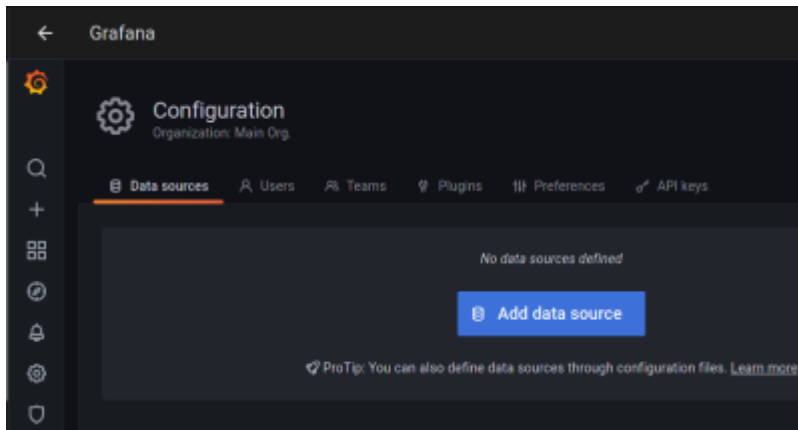 Grafana
Configuration
Organization: Main Org.
Data sources Users Teams Plugins Preferences API keys
No data sources defined
Add data source
ProTip: You can also define data sources through configuration files. Learn more